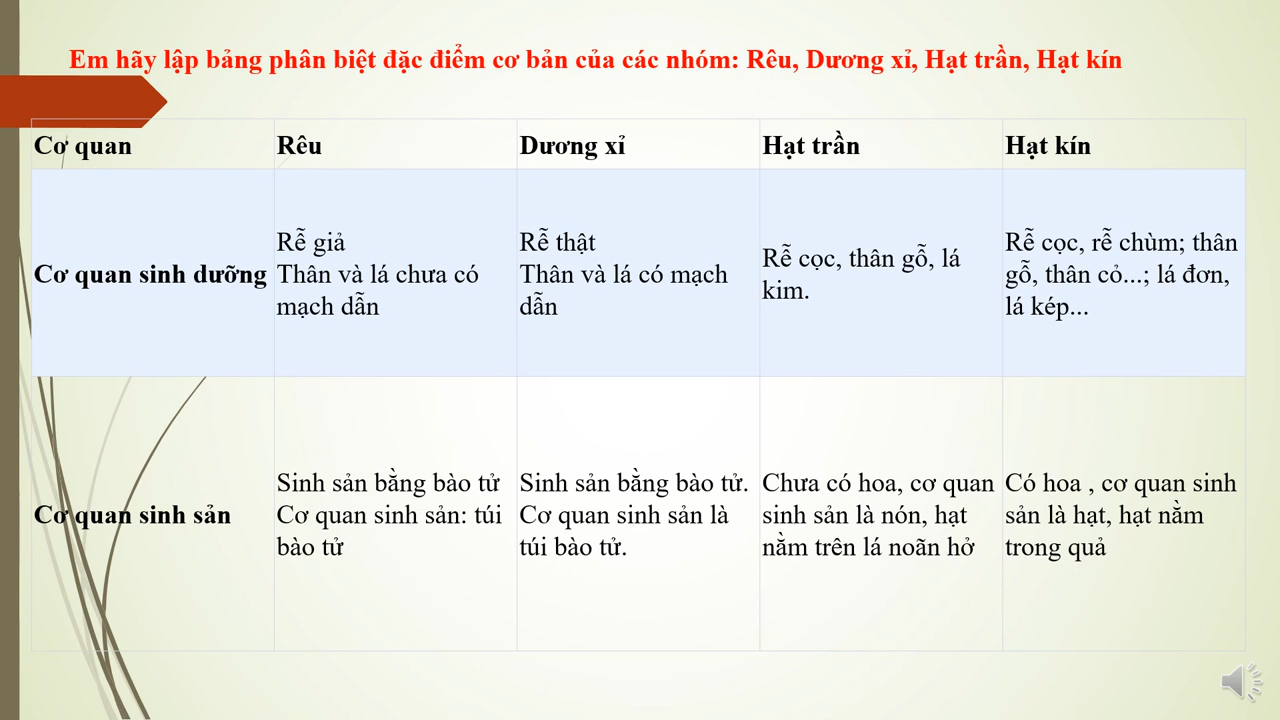 Em hãy lập bảng phân biệt đặc điểm cơ bản của các nhóm: Rêu, Dương xỉ, Hạt trần, Hạt kín
Cơ quan
Rêu
Dương xỉ
Hạt trần
Hạt kín
Cơ quan sinh dưỡng
Rễ giả
Thân và lá chưa có
mạch dẫn
Rễ thật
Thân và lá có mạch
dẫn
Rễ cọc, thân gỗ, lá
kim.
Rễ cọc, rễ chùm; thân
gỗ, thân cỏ...; lá đơn,
lá kép...
Cơ quan sinh sản
Sinh sản bằng bào tử
Cơ quan sinh sản: túi
bào tử
Sinh sản bằng bào tử.
Cơ quan sinh sản là
túi bào tử.
Chưa có hoa, cơ quan
sinh sản là nón, hạt
nằm trên lá noãn hở
Có hoa , cơ quan sinh
sản là hạt, hạt nằm
trong quả